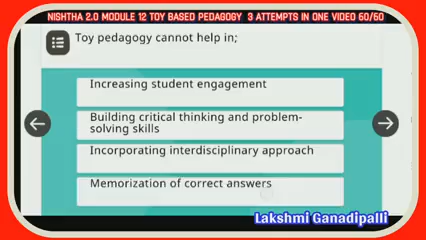 NISHTHA 2.0 MODULE 12 TOY BASED PEDAGOGY 3 ATTEMPTS IN ONE VIDEO 60/60
Toy pedagogy cannot help in;
Increasing student engagement
Building critical thinking and problem-
solving skills
Incorporating interdisciplinary approach
Memorization of correct answers
Lakshmi Ganadipalli